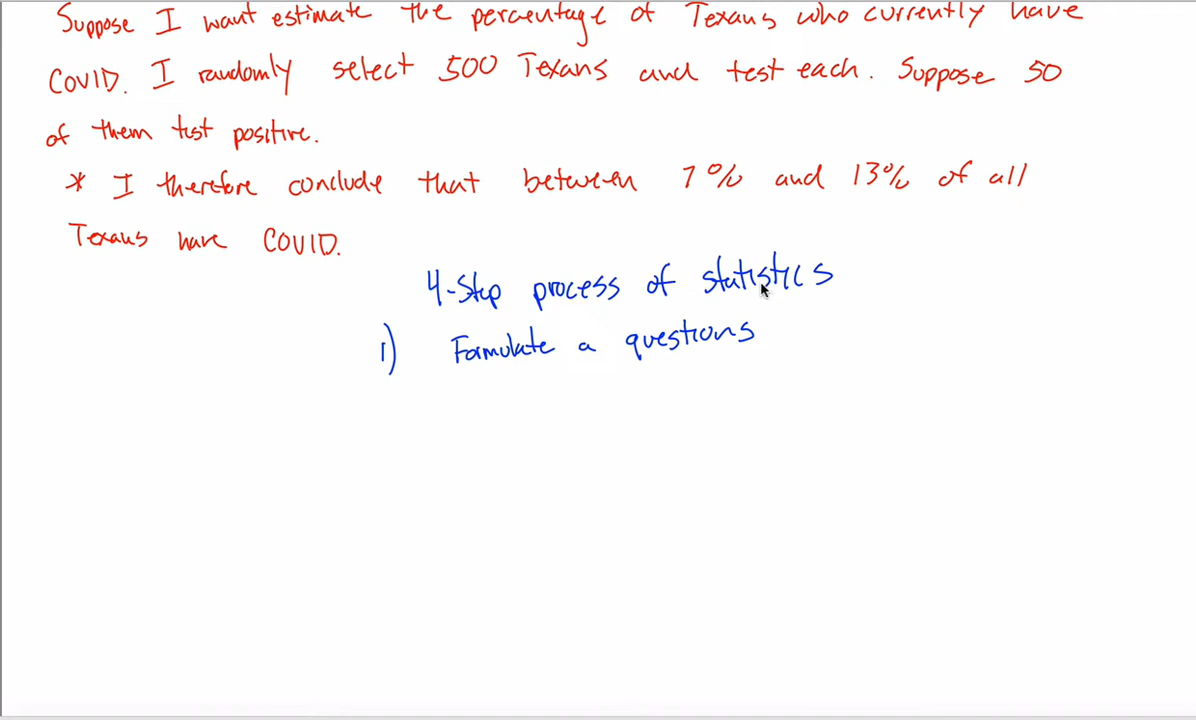 Suppose I want estimate the percentage of Texans who currently have
COVID. I randomly select 500 Texans and test each. Suppose 50
of them test positive.
* I therefore conclude that between 7% and 13% of all
Texans have COVID.
4-Step process of statistics
1) Formulate a questions